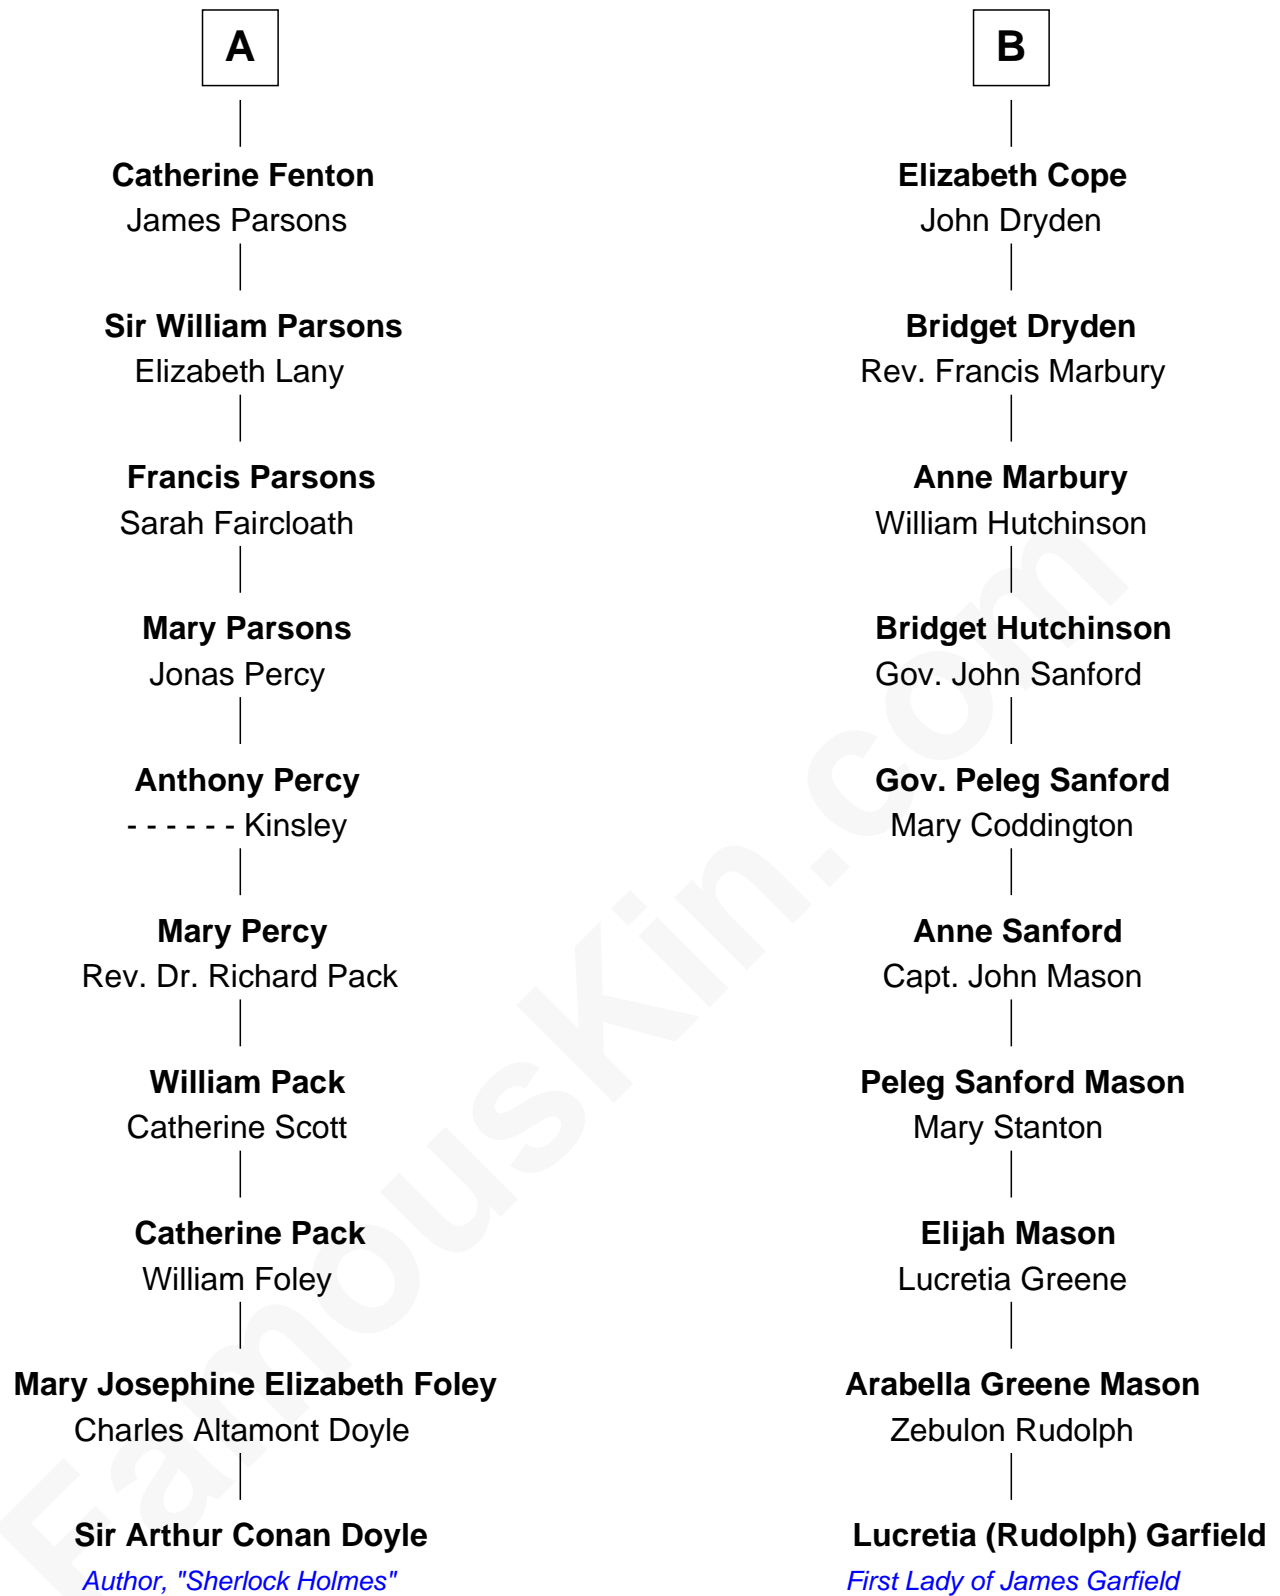 A
Catherine Fenton
James Parsons
Sir William Parsons
Elizabeth Lany
Francis Parsons
Sarah Faircloath
Mary Parsons
Jonas Percy
Anthony Percy
- - - - - - Kinsley
Mary Percy
Rev. Dr. Richard Pack
William Pack
Catherine Scott
Catherine Pack
William Foley
Mary Josephine Elizabeth Foley
Charles Altamont Doyle
Sir Arthur Conan Doyle
Author, "Sherlock Holmes"
B
Elizabeth Cope
John Dryden
Bridget Dryden
Rev. Francis Marbury
Anne Marbury
William Hutchinson
Bridget Hutchinson
Gov. John Sanford
Gov. Peleg Sanford
Mary Coddington
Anne Sanford
Capt. John Mason
Peleg Sanford Mason
Mary Stanton
Elijah Mason
Lucretia Greene
Arabella Greene Mason
Zebulon Rudolph
Lucretia (Rudolph) Garfield
First Lady of James Garfield
FamousKin.com